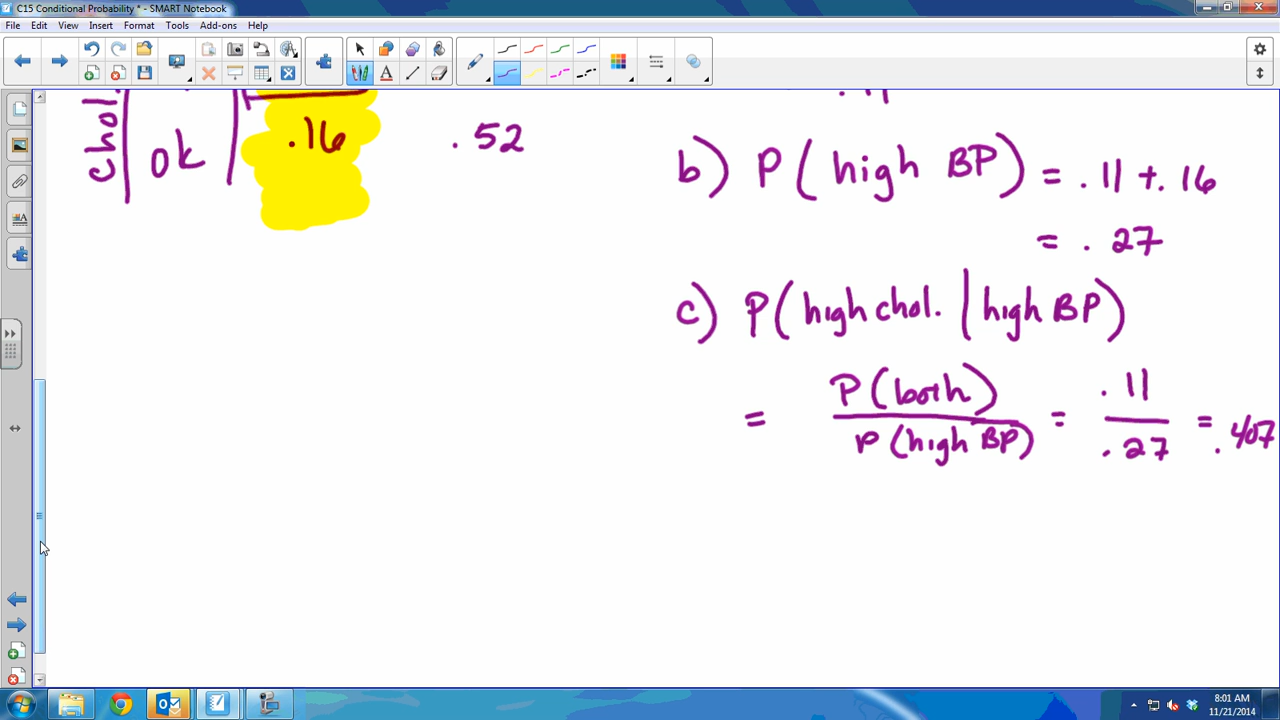 C15 Conditional Probability * - SMART Notebook
File Edit View Insert Format Tools Add-ons Help
chol.
ok .16 .52
.11
b) P( high BP) = .11 + .16
= .27
c) P( high chol. | high BP)
= P(both) / P(high BP) = .11 / .27 = .407
8:01 AM
11/21/2014